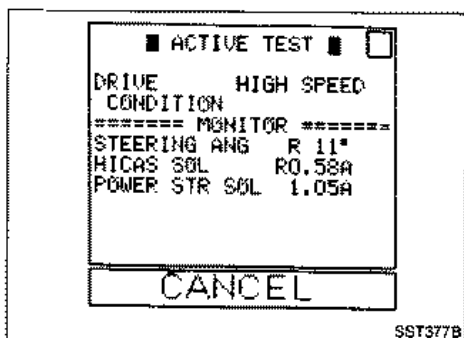 ■ ACTIVE TEST ■
DRIVE HIGH SPEED
CONDITION
======= MONITOR =======
STEERING ANG R 11°
HICAS SOL R0.58A
POWER STR SOL 1.05A
CANCEL
SST377B